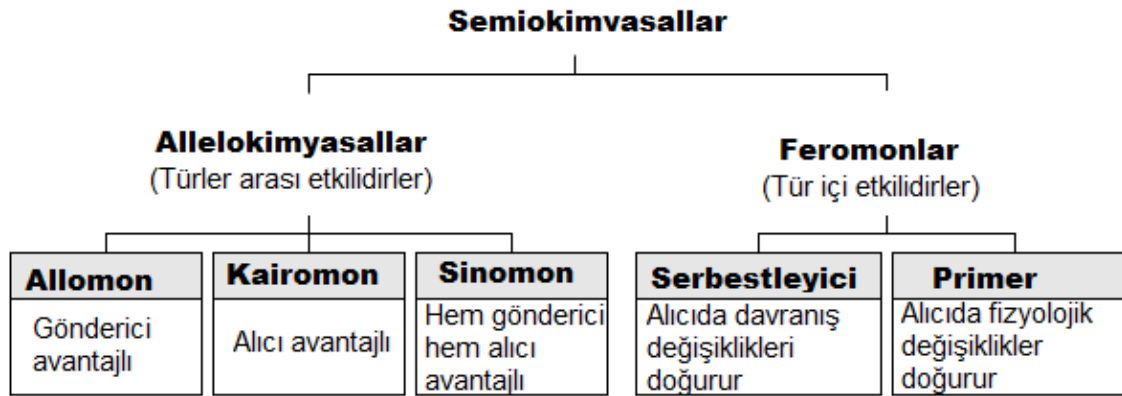 Semiokimvasallar
Allelokimyasallar
(Türler arası etkilidirler)
Feromonlar
(Tür içi etkilidirler)
Allomon
Gönderici
avantajlı
Kairomon
Alıcı avantajlı
Sinomon
Hem gönderici
hem alıcı
avantajlı
Serbestleyici
Alıcıda davranış
değişiklikleri
doğurur
Primer
Alıcıda fizyolojik
değişiklikler
doğurur